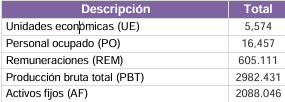 Descripción Total
Unidades económicas (UE) 5,574
Personal ocupado (PO) 16,457
Remuneraciones (REM) 605.111
Producción bruta total (PBT) 2982.431
Activos fijos (AF) 2088.046